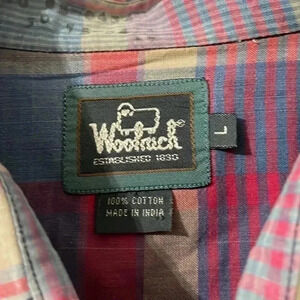 Woolrich
ESTABLISHED 1830
L
100% COTTON
MADE IN INDIA